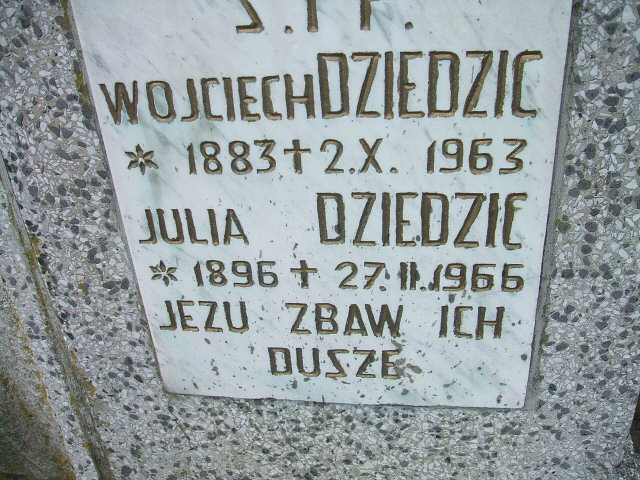 Ś.†P.
WOJCIECH DZIEDZIC
* 1883 † 2.X. 1963
JULIA DZIEDZIC
* 1896 † 27.II.1966
JEZU ZBAW ICH
DUSZE